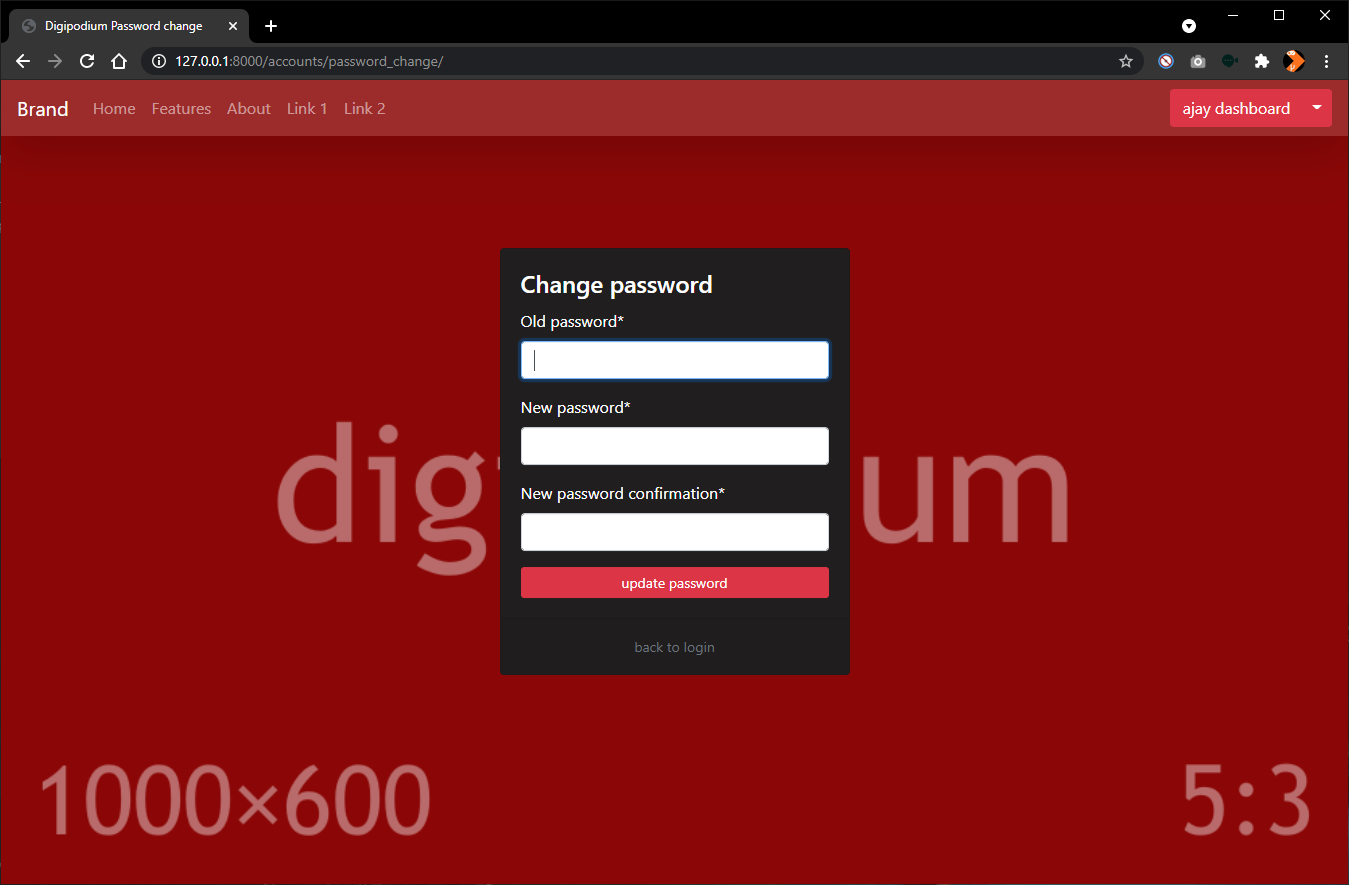 Digipodium Password change
127.0.0.1:8000/accounts/password_change/
Brand Home Features About Link 1 Link 2 ajay dashboard
Change password
Old password*
New password*
New password confirmation*
update password
back to login
dig um
1000×600 5:3